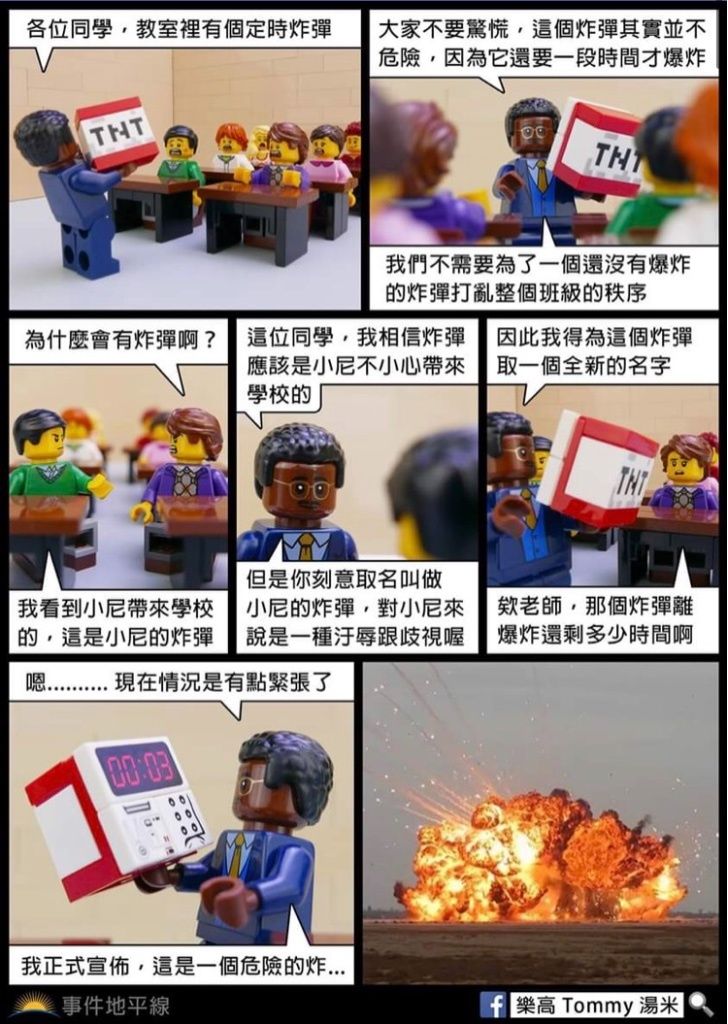 各位同學，教室裡有個定時炸彈
TNT
大家不要驚慌，這個炸彈其實並不
危險，因為它還要一段時間才爆炸
TNT
我們不需要為了一個還沒有爆炸
的炸彈打亂整個班級的秩序
為什麼會有炸彈啊？
我看到小尼帶來學校
的，這是小尼的炸彈
這位同學，我相信炸彈
應該是小尼不小心帶來
學校的
但是你刻意取名叫做
小尼的炸彈，對小尼來
說是一種汙辱跟歧視喔
因此我得為這個炸彈
取一個全新的名字
TNT
欸老師，那個炸彈離
爆炸還剩多少時間啊
嗯.......... 現在情況是有點緊張了
00:03
我正式宣佈，這是一個危險的炸...
事件地平線
f 樂高 Tommy 湯米